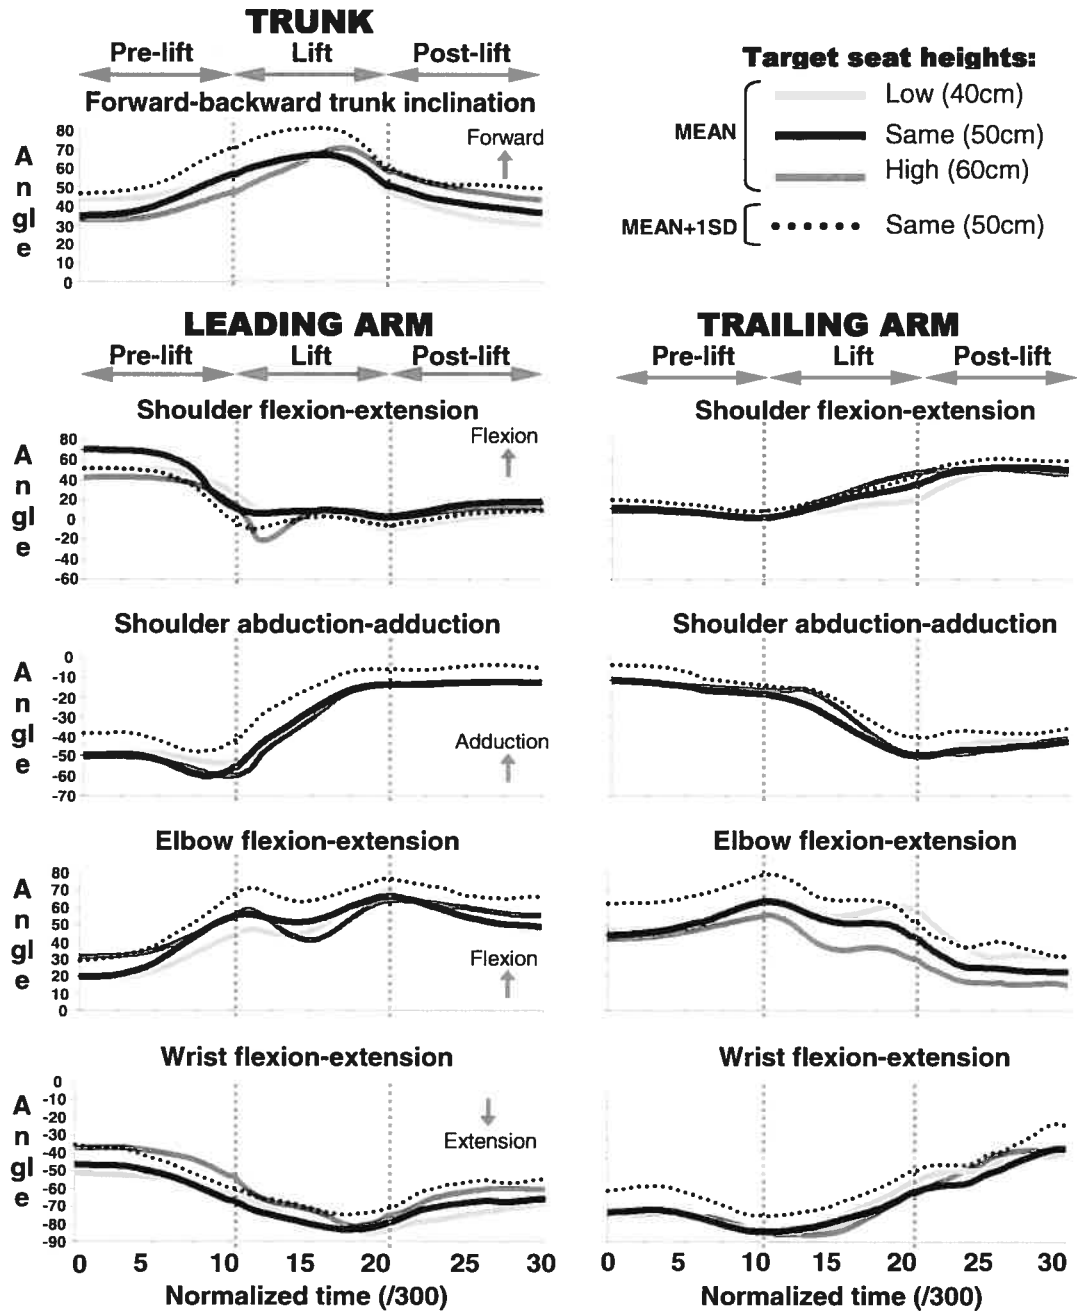 TRUNK
Pre-lift Lift Post-lift
Forward-backward trunk inclination
Forward
Angle
80
70
60
50
40
30
20
10
0
Target seat heights:
MEAN
Low (40cm)
Same (50cm)
High (60cm)
MEAN+1SD
Same (50cm)
LEADING ARM
Pre-lift Lift Post-lift
TRAILING ARM
Pre-lift Lift Post-lift
Shoulder flexion-extension
Flexion
Angle
80
60
40
20
0
-20
-40
-60
Shoulder flexion-extension
Shoulder abduction-adduction
Adduction
Angle
0
-10
-20
-30
-40
-50
-60
-70
Shoulder abduction-adduction
Elbow flexion-extension
Flexion
Angle
80
70
60
50
40
30
20
10
0
Elbow flexion-extension
Wrist flexion-extension
Extension
Angle
0
-10
-20
-30
-40
-50
-60
-70
-80
-90
Wrist flexion-extension
0 5 10 15 20 25 30
Normalized time (/300)
0 5 10 15 20 25 30
Normalized time (/300)